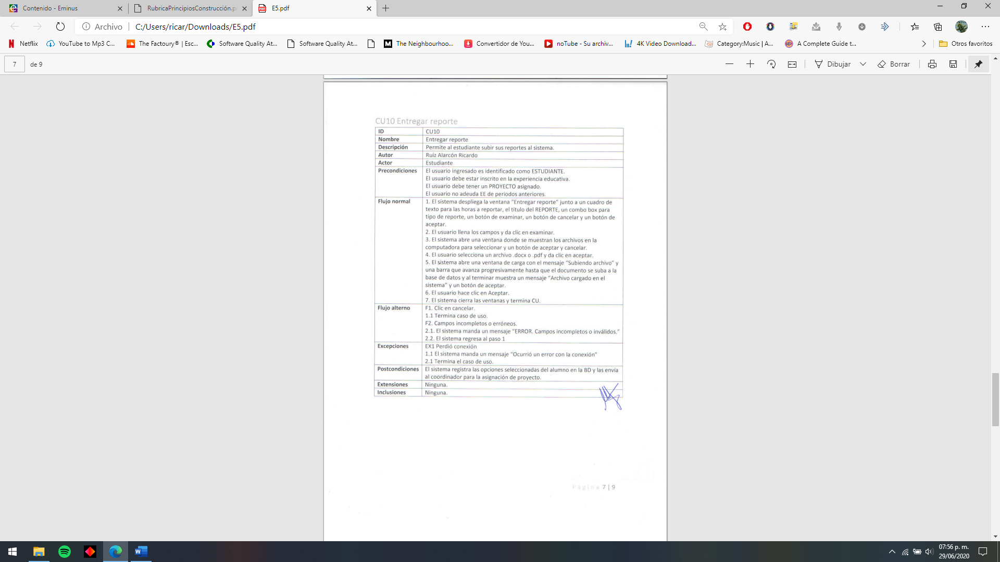 Contenido - Eminus
RubricaPrincipiosConstrucción.p
E5.pdf
Archivo
C:/Users/ricar/Downloads/E5.pdf
Netflix
YouTube to Mp3 C...
The Factoury® | Esc...
Software Quality At...
Software Quality At...
The Neighbourhoo...
Convertidor de You...
noTube - Su archiv...
4K Video Download...
Category:Music | A...
A Complete Guide t...
Otros favoritos
7 de 9
Dibujar
Borrar
CU10 Entregar reporte
ID CU10
Nombre Entregar reporte
Descripción Permite al estudiante subir sus reportes al sistema.
Autor Ruíz Alarcón Ricardo
Actor Estudiante
Precondiciones El usuario ingresado es identificado como ESTUDIANTE.
El usuario debe estar inscrito en la experiencia educativa.
El usuario debe tener un PROYECTO asignado.
El usuario no adeuda EE de periodos anteriores.
Flujo normal 1. El sistema despliega la ventana “Entregar reporte” junto a un cuadro de
texto para las horas a reportar, el título del REPORTE, un combo box para
tipo de reporte, un botón de examinar, un botón de cancelar y un botón de
aceptar.
2. El usuario llena los campos y da clic en examinar.
3. El sistema abre una ventana donde se muestran los archivos en la
computadora para seleccionar y un botón de aceptar y cancelar.
4. El usuario selecciona un archivo .docx o .pdf y da clic en aceptar.
5. El sistema abre una ventana de carga con el mensaje “Subiendo archivo” y
una barra que avanza progresivamente hasta que el documento se suba a la
base de datos y al terminar muestra un mensaje “Archivo cargado en el
sistema” y un botón de aceptar.
6. El usuario hace clic en Aceptar.
7. El sistema cierra las ventanas y termina CU.
Flujo alterno F1. Clic en cancelar.
1.1 Termina caso de uso.
F2. Campos incompletos o erróneos.
2.1. El sistema manda un mensaje “ERROR. Campos incompletos o inválidos.”
2.2. El sistema regresa al paso 1
Excepciones EX1 Perdió conexión
1.1 El sistema manda un mensaje “Ocurrió un error con la conexión”
2.1 Termina el caso de uso.
Postcondiciones El sistema registra las opciones seleccionadas del alumno en la BD y las envía
al coordinador para la asignación de proyecto.
Extensiones Ninguna.
Inclusiones Ninguna.
Página 7 | 9
07:56 p. m.
29/06/2020